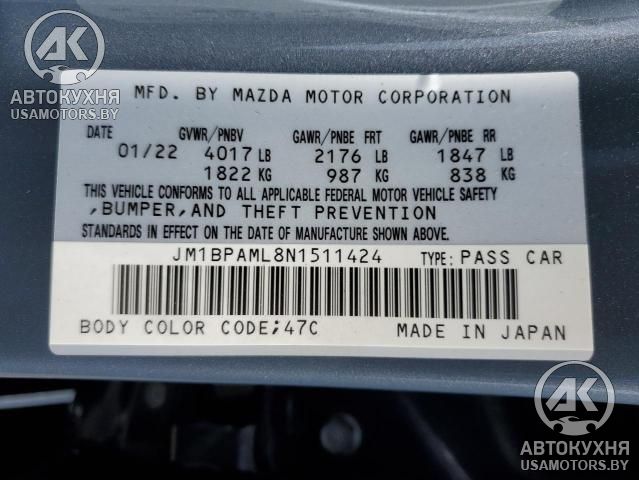 AK
АВТОКУХНЯ
USAMOTORS.BY
MFD. BY MAZDA MOTOR CORPORATION
DATE GVWR/PNBV GAWR/PNBE FRT GAWR/PNBE RR
01/22 4017 LB 2176 LB 1847 LB
1822 KG 987 KG 838 KG
THIS VEHICLE CONFORMS TO ALL APPLICABLE FEDERAL MOTOR VEHICLE SAFETY
,BUMPER,AND THEFT PREVENTION
STANDARDS IN EFFECT ON THE DATE OF MANUFACTURE SHOWN ABOVE.
JM1BPAML8N1511424 TYPE: PASS CAR
BODY COLOR CODE;47C MADE IN JAPAN
AK
АВТОКУХНЯ
USAMOTORS.BY